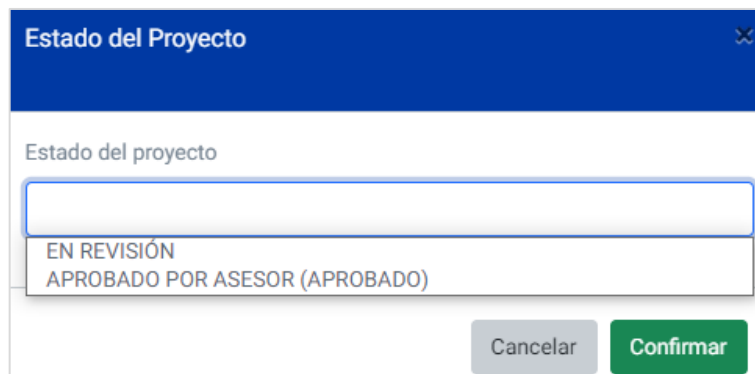 Estado del Proyecto
Estado del proyecto
EN REVISIÓN
APROBADO POR ASESOR (APROBADO)
Cancelar
Confirmar